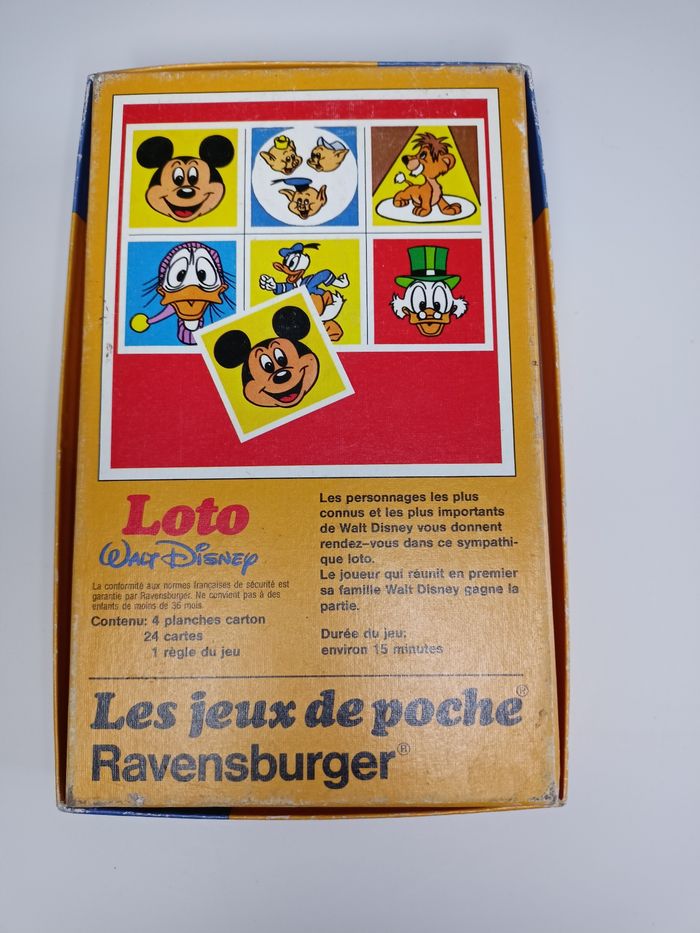 Loto
WALT DISNEY
La conformité aux normes françaises de sécurité est
garantie par Ravensburger. Ne convient pas à des
enfants de moins de 36 mois.
Contenu: 4 planches carton
24 cartes
1 règle du jeu
Les personnages les plus
connus et les plus importants
de Walt Disney vous donnent
rendez-vous dans ce sympathi-
que loto.
Le joueur qui réunit en premier
sa famille Walt Disney gagne la
partie.
Durée du jeu:
environ 15 minutes
Les jeux de poche®
Ravensburger®